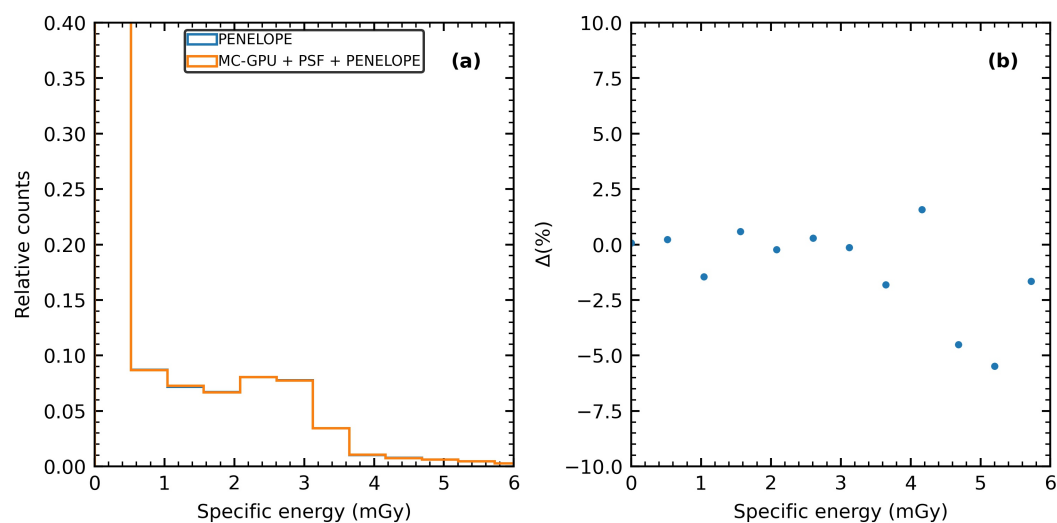 0.40
0.35
0.30
0.25
0.20
0.15
0.10
0.05
0.00
Relative counts
0 1 2 3 4 5 6
Specific energy (mGy)
PENELOPE
MC-GPU + PSF + PENELOPE
(a)
10.0
7.5
5.0
2.5
0.0
−2.5
−5.0
−7.5
−10.0
Δ(%)
0 1 2 3 4 5 6
Specific energy (mGy)
(b)